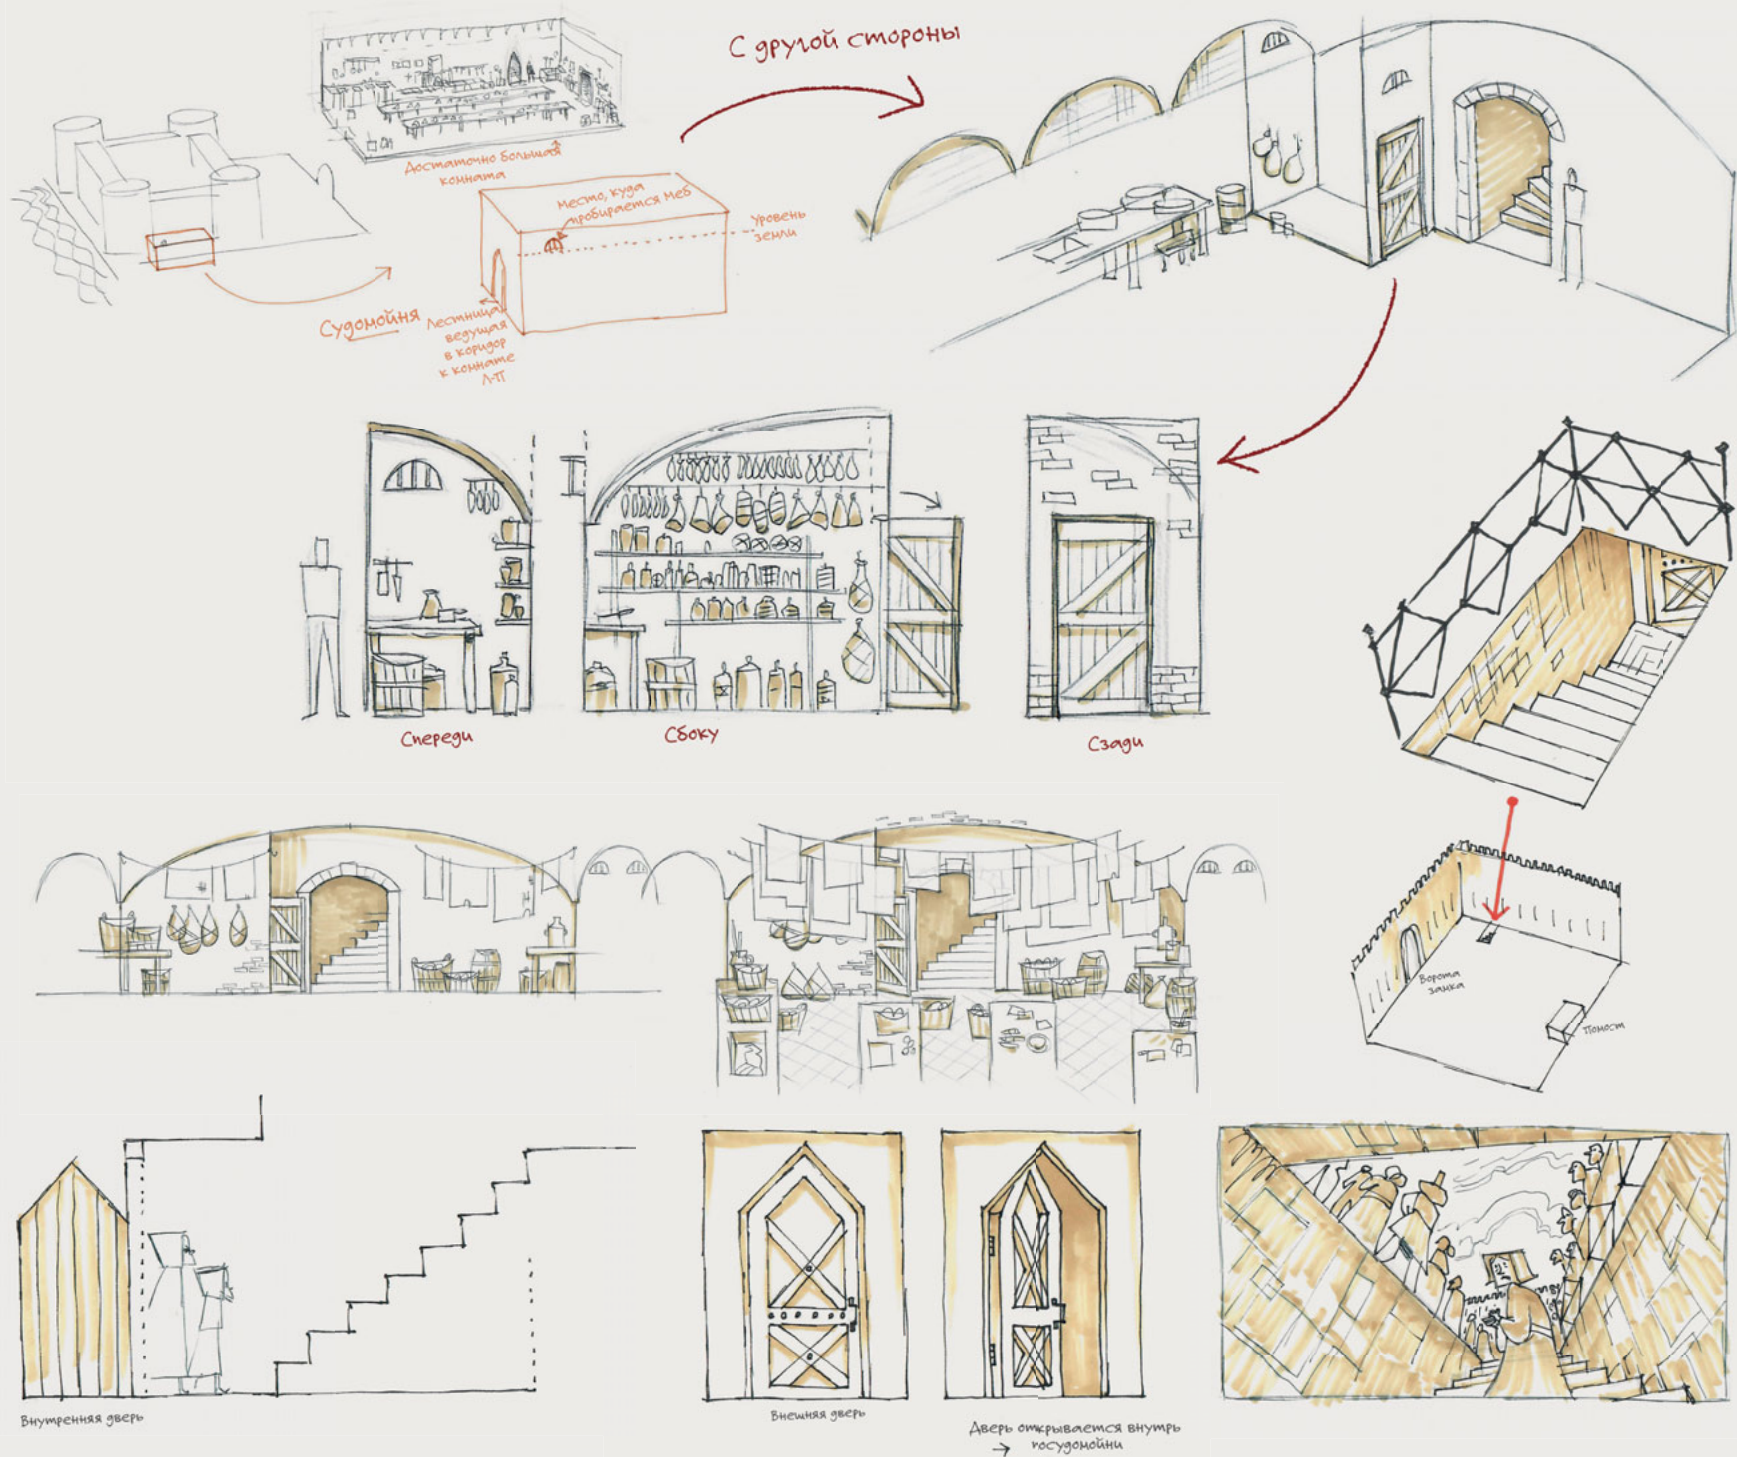 С другой стороны
Достаточно большая
комната
место, куда
пробирается Меб
Уровень
земли
Судомойня
Лестница,
ведущая
в коридор
к комнате
Л-П
Спереди
Сбоку
Сзади
Ворота
замка
Помост
Внутренняя дверь
Внешняя дверь
Дверь открывается внутрь
посудомойни